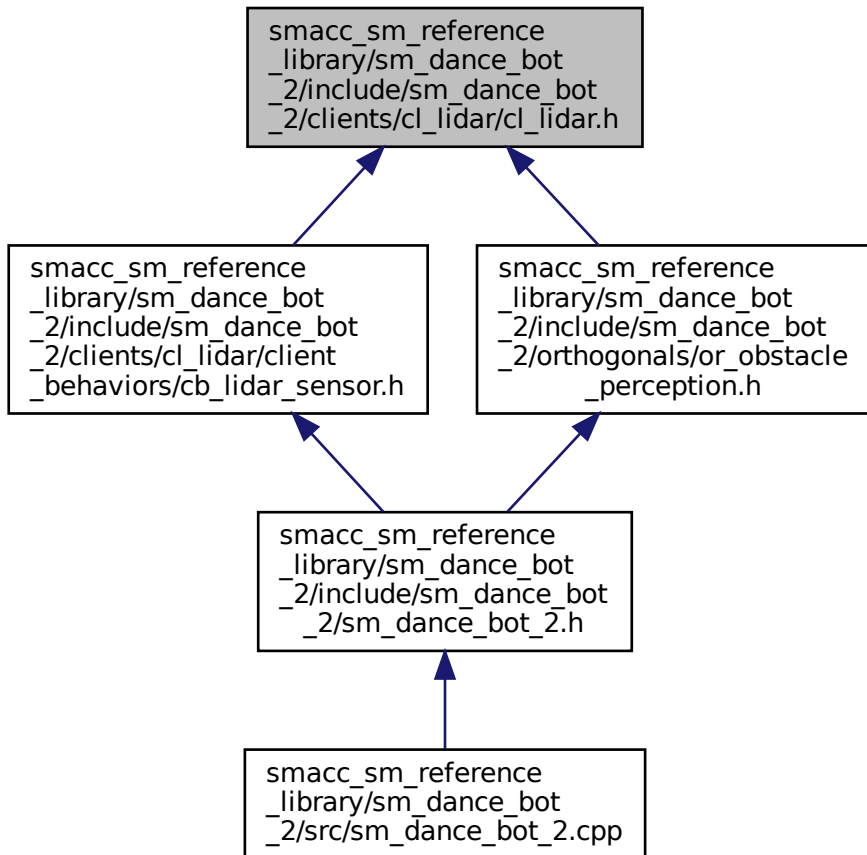 smacc_sm_reference
_library/sm_dance_bot
_2/include/sm_dance_bot
_2/clients/cl_lidar/cl_lidar.h
smacc_sm_reference
_library/sm_dance_bot
_2/include/sm_dance_bot
_2/clients/cl_lidar/client
_behaviors/cb_lidar_sensor.h
smacc_sm_reference
_library/sm_dance_bot
_2/include/sm_dance_bot
_2/orthogonals/or_obstacle
_perception.h
smacc_sm_reference
_library/sm_dance_bot
_2/include/sm_dance_bot
_2/sm_dance_bot_2.h
smacc_sm_reference
_library/sm_dance_bot
_2/src/sm_dance_bot_2.cpp